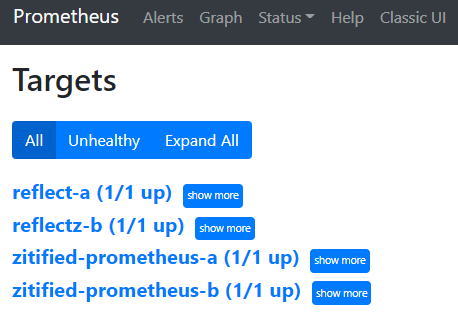 Prometheus Alerts Graph Status Help Classic UI
Targets
All Unhealthy Expand All
reflect-a (1/1 up) show more
reflectz-b (1/1 up) show more
zitified-prometheus-a (1/1 up) show more
zitified-prometheus-b (1/1 up) show more